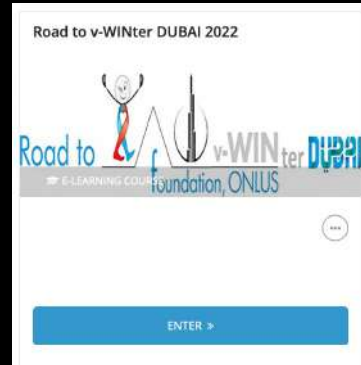 Road to v-WINter DUBAI 2022
Road to v-WIN ter DUBAI
E-LEARNING COURSE
foundation, ONLUS
ENTER »